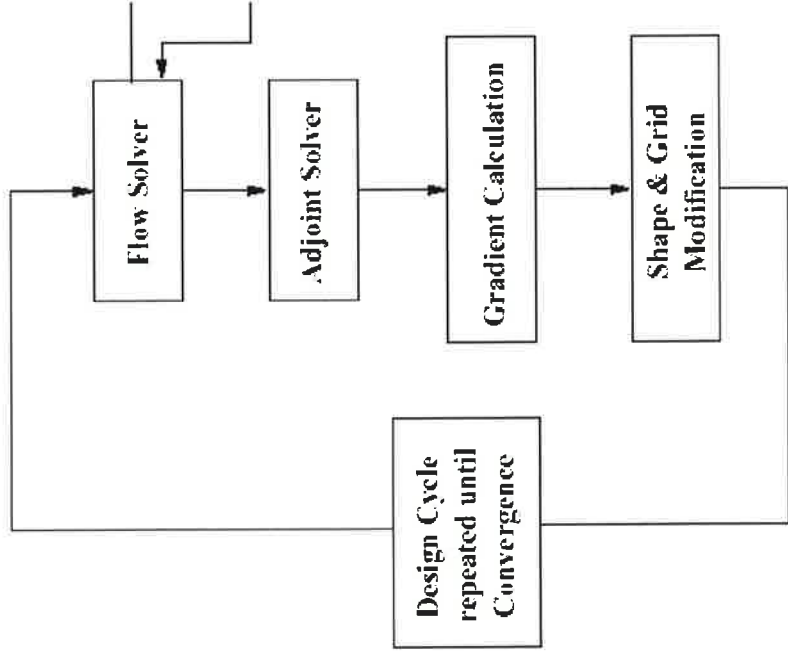 Flow Solver
Adjoint Solver
Gradient Calculation
Shape & Grid
Modification
Design Cycle
repeated until
Convergence